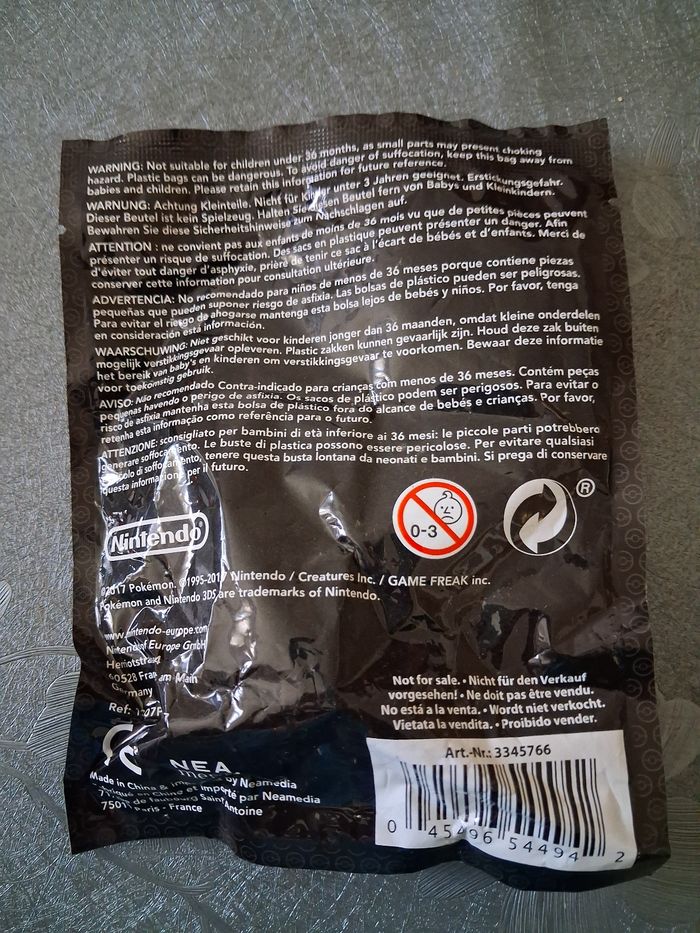 WARNING: Not suitable for children under 36 months, as small parts may present choking
hazard. Plastic bags can be dangerous. To avoid danger of suffocation, keep this bag away from
babies and children. Please retain this information for future reference.
WARNUNG: Achtung Kleinteile. Nicht für Kinder unter 3 Jahren geeignet. Erstickungsgefahr.
Dieser Beutel ist kein Spielzeug. Halten Sie diesen Beutel fern von Babys und Kleinkindern.
Bewahren Sie diese Sicherheitshinweise zum Nachschlagen auf.
ATTENTION : ne convient pas aux enfants de moins de 36 mois vu que de petites pièces peuvent
présenter un risque de suffocation. Des sacs en plastique peuvent présenter un danger. Afin
d'éviter tout danger d'asphyxie, prière de tenir ce sac à l'écart de bébés et d'enfants. Merci de
conserver cette information pour consultation ultérieure.
ADVERTENCIA: No recomendado para niños de menos de 36 meses porque contiene piezas
pequeñas que pueden suponer riesgo de asfixia. Las bolsas de plástico pueden ser peligrosas.
Para evitar el riesgo de ahogarse mantenga esta bolsa lejos de bebés y niños. Por favor, tenga
en consideración está información.
WAARSCHUWING: Niet geschikt voor kinderen jonger dan 36 maanden, omdat kleine onderdelen
mogelijk verstikkingsgevaar opleveren. Plastic zakken kunnen gevaarlijk zijn. Houd deze zak buiten
het bereik van baby's en kinderen om verstikkingsgevaar te voorkomen. Bewaar deze informatie
voor toekomstig gebruik.
AVISO: Não recomendado Contra-indicado para crianças com menos de 36 meses. Contém peças
pequenas havendo o perigo de asfixia. Os sacos de plástico podem ser perigosos. Para evitar o
risco de asfixia mantenha esta bolsa de plástico fora do alcance de bebés e crianças. Por favor,
retenha esta informação como referência para o futuro.
ATTENZIONE: sconsigliato per bambini di età inferiore ai 36 mesi: le piccole parti potrebbero
generare soffocamento. Le buste di plastica possono essere pericolose. Per evitare qualsiasi
pericolo di soffocamento, tenere questa busta lontana da neonati e bambini. Si prega di conservare
questa informazione per il futuro.
0-3
®
Nintendo®
©2017 Pokémon. ©1995-2017 Nintendo / Creatures Inc. / GAME FREAK inc.
Pokémon and Nintendo 3DS are trademarks of Nintendo.
www.nintendo-europe.com
Nintendo of Europe GmbH
60528 Main
Germany
Ref:
Not for sale. • Nicht für den Verkauf
vorgesehen! • Ne doit pas être vendu.
No está a la venta. • Wordt niet verkocht.
Vietata la vendita. • Proibido vender.
NEA
Made in China & by Neamedia
en Chine et importé par Neamedia
de faubourg Saint Antoine
Paris - France
Art.-Nr.: 3345766
0 45496 54494 2